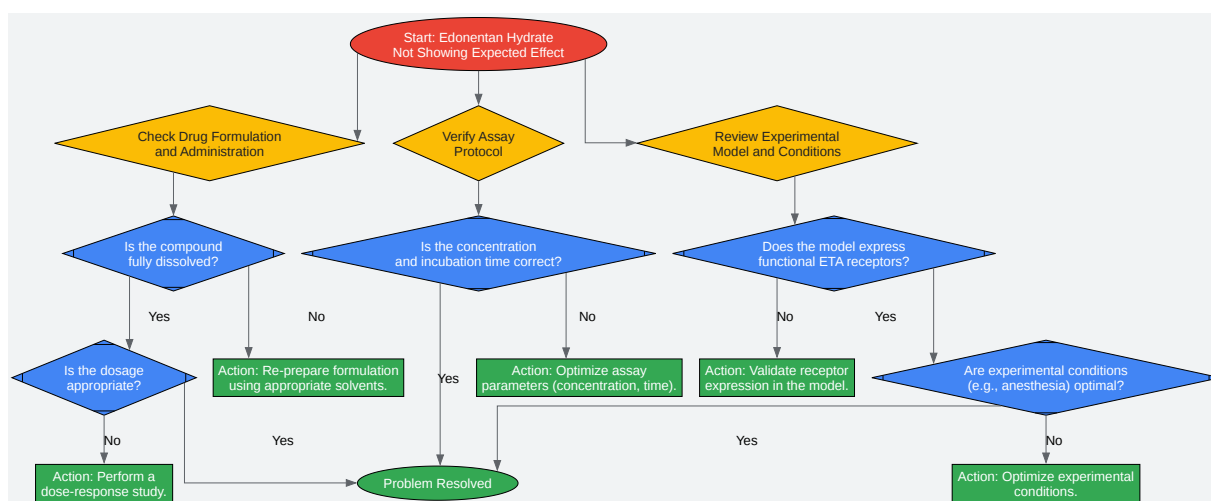 Start: Edonentan Hydrate
Not Showing Expected Effect
Check Drug Formulation
and Administration
Verify Assay
Protocol
Review Experimental
Model and Conditions
Is the compound
fully dissolved?
Is the concentration
and incubation time correct?
Does the model express
functional ETA receptors?
Yes
No
No
No
Yes
Is the dosage
appropriate?
Action: Re-prepare formulation
using appropriate solvents.
Yes
Action: Optimize assay
parameters (concentration, time).
Action: Validate receptor
expression in the model.
Are experimental conditions
(e.g., anesthesia) optimal?
No
Yes
Yes
No
Action: Perform a
dose-response study.
Problem Resolved
Action: Optimize experimental
conditions.